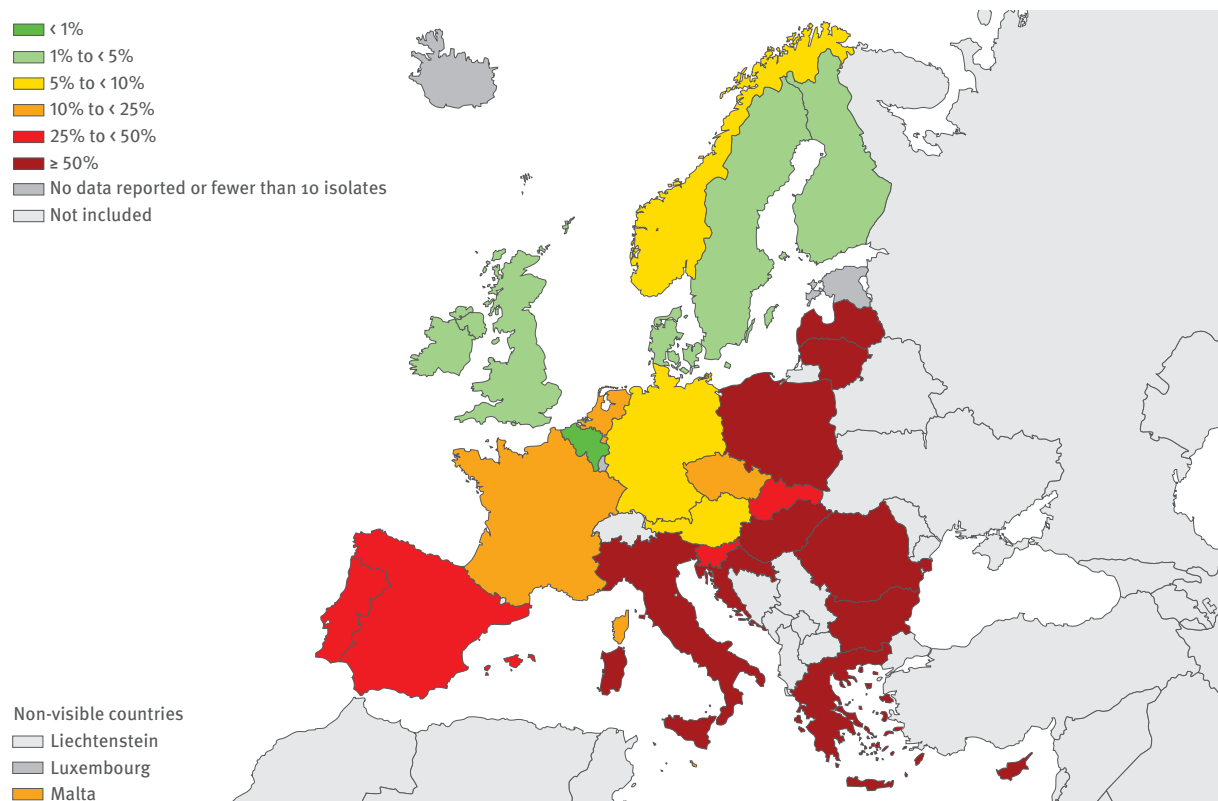 < 1%
1% to < 5%
5% to < 10%
10% to < 25%
25% to < 50%
≥ 50%
No data reported or fewer than 10 isolates
Not included
Non-visible countries
Liechtenstein
Luxembourg
Malta